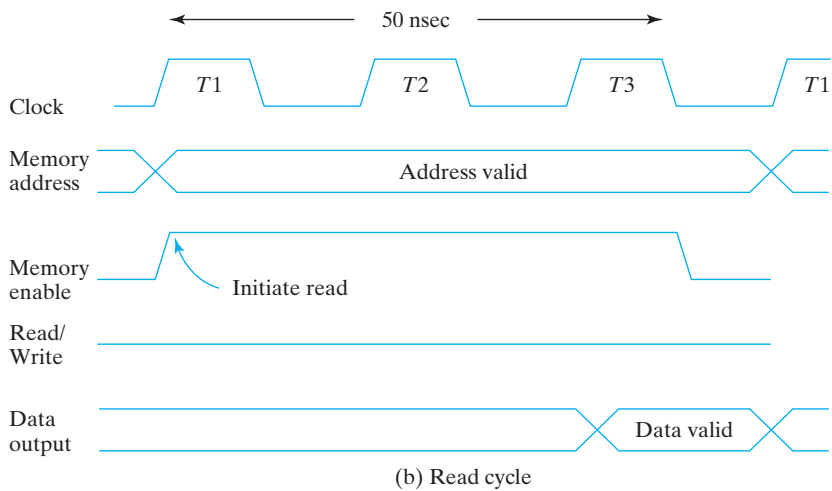 50 nsec
T1 T2 T3 T1
Clock
Memory
address
Address valid
Memory
enable
Initiate read
Read/
Write
Data
output
Data valid
(b) Read cycle